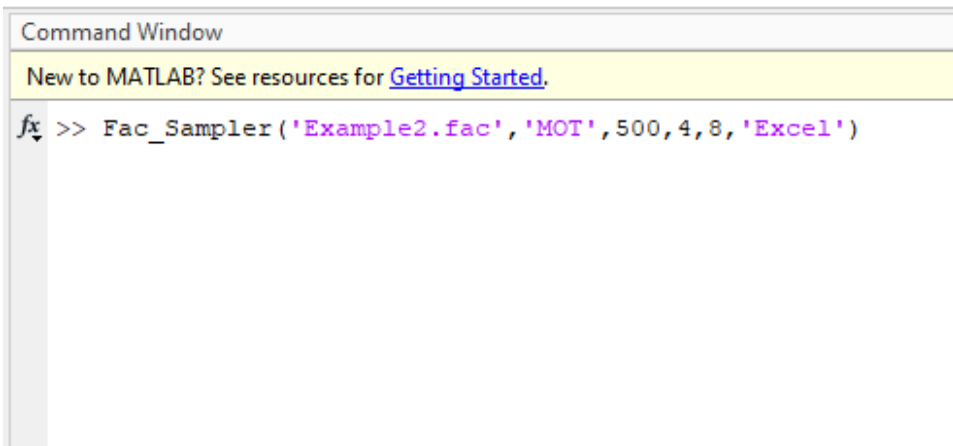 Command Window
New to MATLAB? See resources for Getting Started.
fx >> Fac_Sampler('Example2.fac','MOT',500,4,8,'Excel')